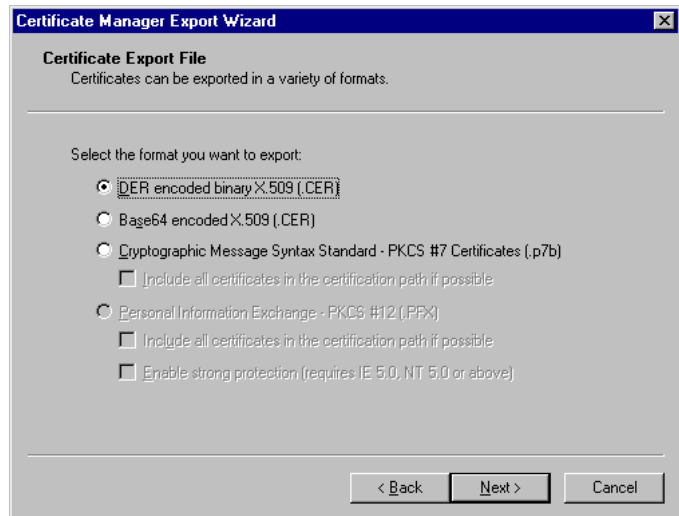 Certificate Manager Export Wizard
Certificate Export File
Certificates can be exported in a variety of formats.
Select the format you want to export:
DER encoded binary X.509 (.CER)
Base64 encoded X.509 (.CER)
Cryptographic Message Syntax Standard - PKCS #7 Certificates (.p7b)
Include all certificates in the certification path if possible
Personal Information Exchange - PKCS #12 (.PFX)
Include all certificates in the certification path if possible
Enable strong protection (requires IE 5.0, NT 5.0 or above)
< Back Next > Cancel